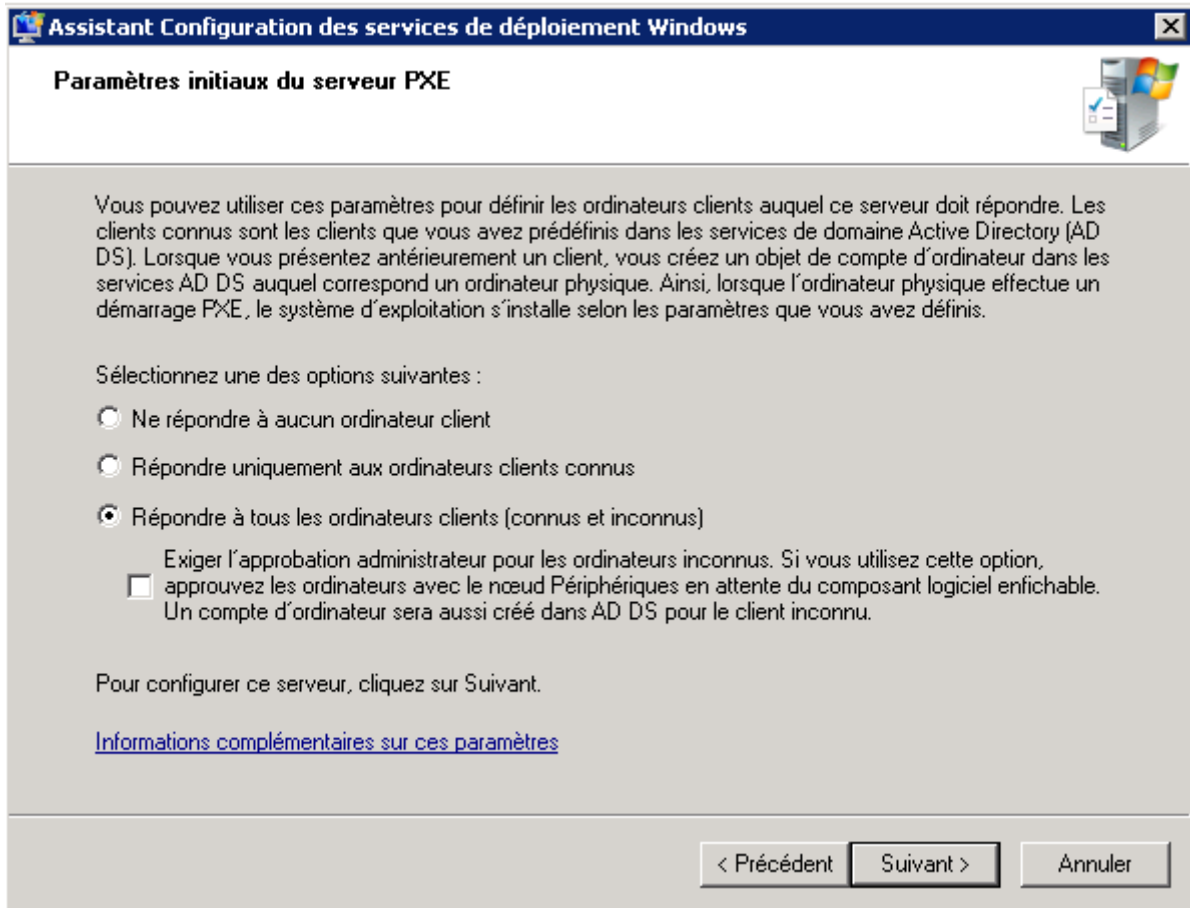 Assistant Configuration des services de déploiement Windows
Paramètres initiaux du serveur PXE
Vous pouvez utiliser ces paramètres pour définir les ordinateurs clients auquel ce serveur doit répondre. Les
clients connus sont les clients que vous avez prédéfinis dans les services de domaine Active Directory (AD
DS). Lorsque vous présentez antérieurement un client, vous créez un objet de compte d'ordinateur dans les
services AD DS auquel correspond un ordinateur physique. Ainsi, lorsque l'ordinateur physique effectue un
démarrage PXE, le système d'exploitation s'installe selon les paramètres que vous avez définis.
Sélectionnez une des options suivantes :
Ne répondre à aucun ordinateur client
Répondre uniquement aux ordinateurs clients connus
Répondre à tous les ordinateurs clients (connus et inconnus)
Exiger l'approbation administrateur pour les ordinateurs inconnus. Si vous utilisez cette option,
approuvez les ordinateurs avec le nœud Périphériques en attente du composant logiciel enfichable.
Un compte d'ordinateur sera aussi créé dans AD DS pour le client inconnu.
Pour configurer ce serveur, cliquez sur Suivant.
Informations complémentaires sur ces paramètres
< Précédent Suivant > Annuler